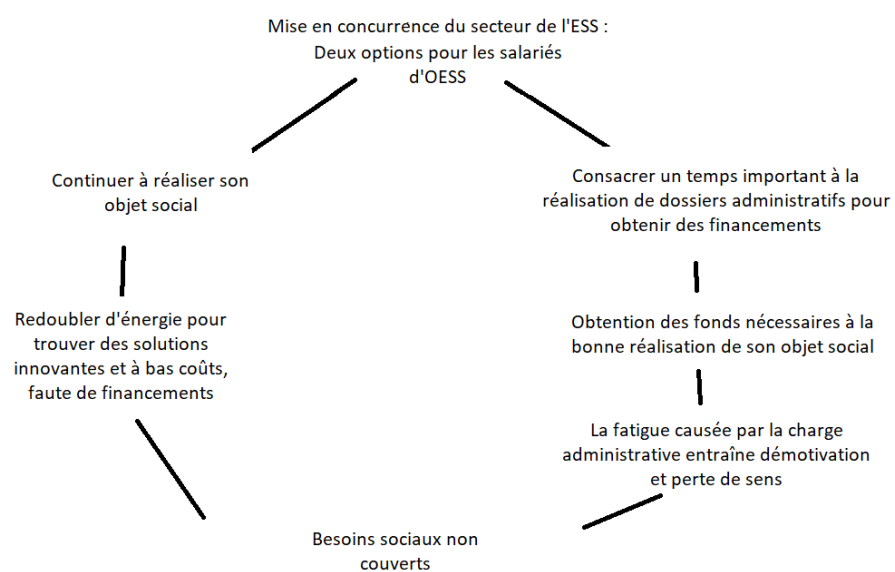 Mise en concurrence du secteur de l'ESS :
Deux options pour les salariés
d'OESS
Continuer à réaliser son
objet social
Consacrer un temps important à la
réalisation de dossiers administratifs pour
obtenir des financements
Redoubler d'énergie pour
trouver des solutions
innovantes et à bas coûts,
faute de financements
Obtention des fonds nécessaires à la
bonne réalisation de son objet social
La fatigue causée par la charge
administrative entraîne démotivation
et perte de sens
Besoins sociaux non
couverts